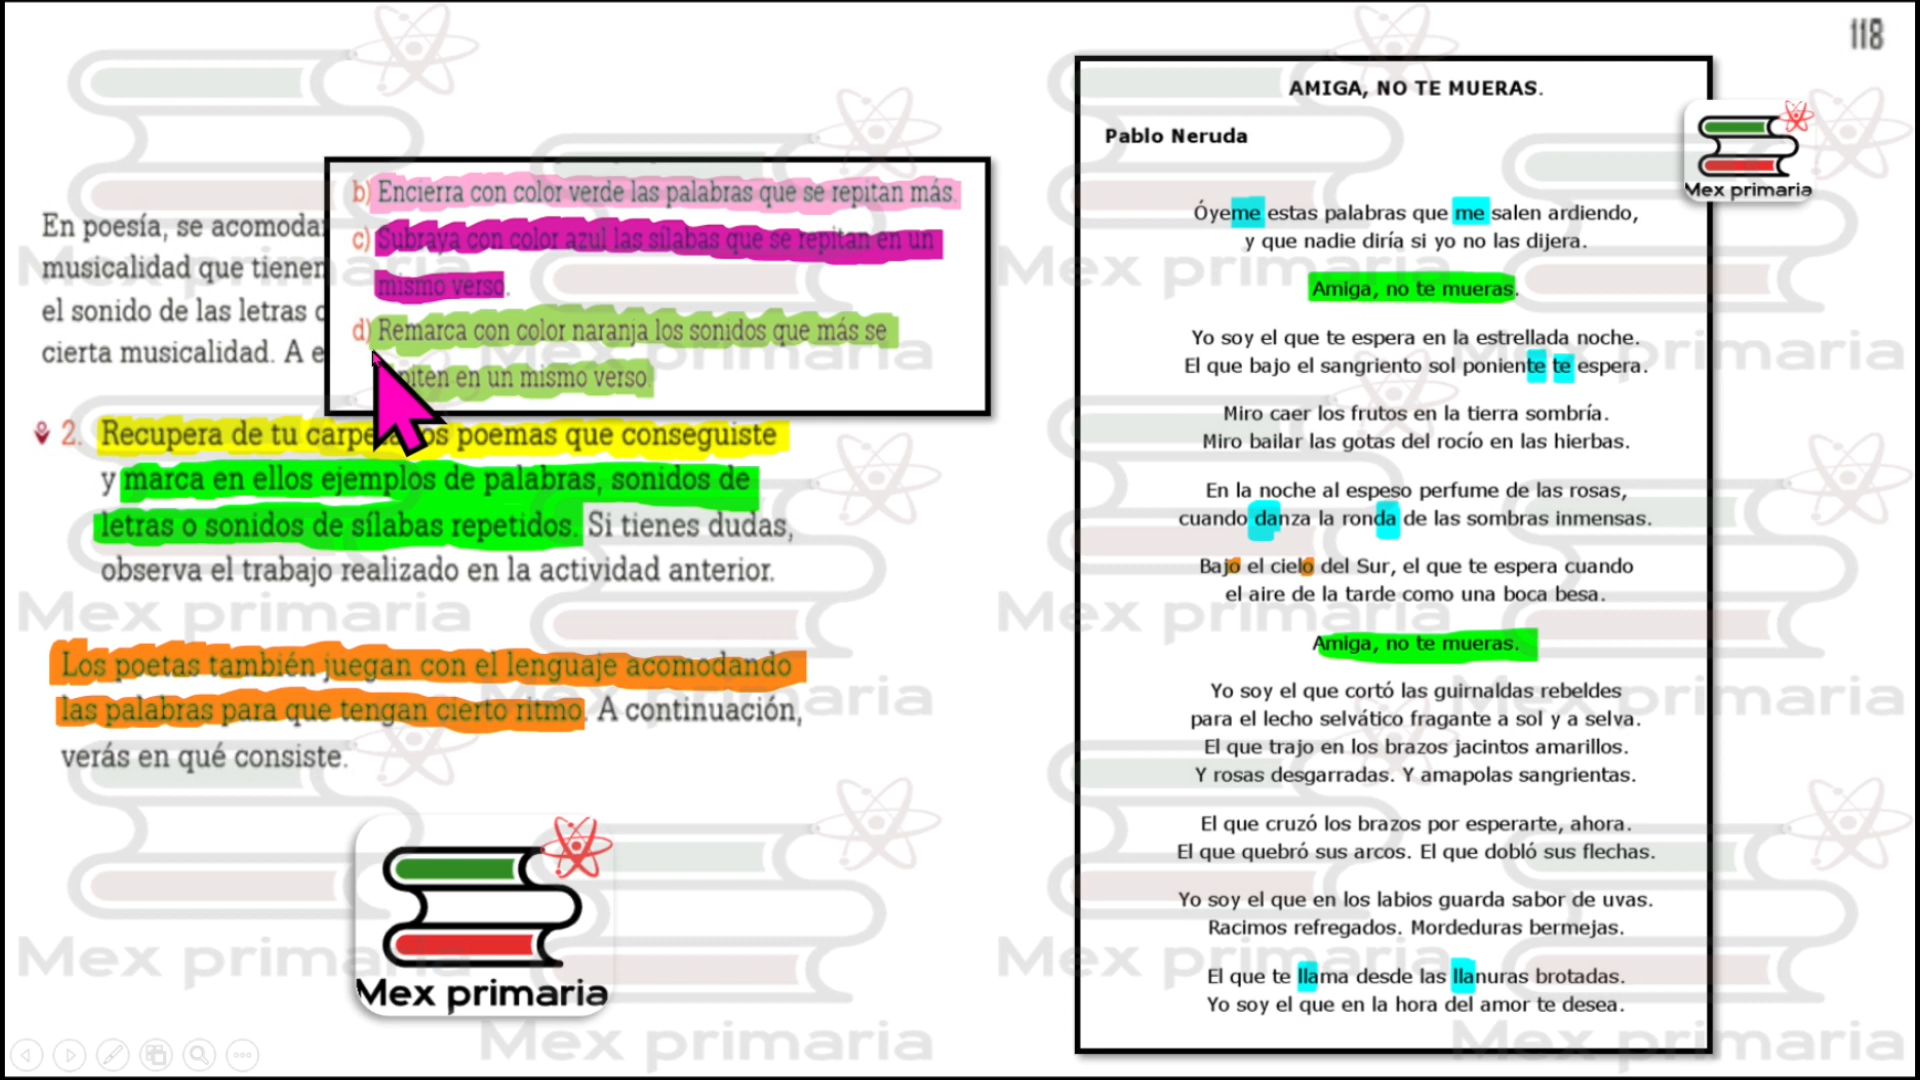 118
En poesía, se acomodar
musicalidad que tienen
el sonido de las letras
cierta musicalidad. A e
b) Encierra con color verde las palabras que se repitan más.
c) Subraya con color azul las sílabas que se repitan en un
mismo verso.
d) Remarca con color naranja los sonidos que más se
piten en un mismo verso.
2. Recupera de tu carpe os poemas que conseguiste
y marca en ellos ejemplos de palabras, sonidos de
letras o sonidos de sílabas repetidos. Si tienes dudas,
observa el trabajo realizado en la actividad anterior.
Los poetas también juegan con el lenguaje acomodando
las palabras para que tengan cierto ritmo. A continuación,
verás en qué consiste.
Mex primaria
AMIGA, NO TE MUERAS.
Pablo Neruda
Mex primaria
Óyeme estas palabras que me salen ardiendo,
y que nadie diría si yo no las dijera.
Amiga, no te mueras.
Yo soy el que te espera en la estrellada noche.
El que bajo el sangriento sol poniente te espera.
Miro caer los frutos en la tierra sombría.
Miro bailar las gotas del rocío en las hierbas.
En la noche al espeso perfume de las rosas,
cuando danza la ronda de las sombras inmensas.
Bajo el cielo del Sur, el que te espera cuando
el aire de la tarde como una boca besa.
Amiga, no te mueras.
Yo soy el que cortó las guirnaldas rebeldes
para el lecho selvático fragante a sol y a selva.
El que trajo en los brazos jacintos amarillos.
Y rosas desgarradas. Y amapolas sangrientas.
El que cruzó los brazos por esperarte, ahora.
El que quebró sus arcos. El que dobló sus flechas.
Yo soy el que en los labios guarda sabor de uvas.
Racimos refregados. Mordeduras bermejas.
El que te llama desde las llanuras brotadas.
Yo soy el que en la hora del amor te desea.